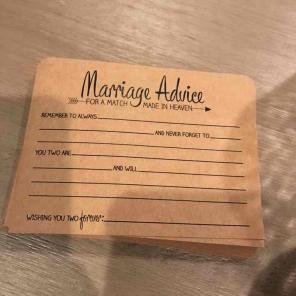 Marriage Advice
FOR A MATCH MADE IN HEAVEN
REMEMBER TO ALWAYS
AND NEVER FORGET TO
YOU TWO ARE
AND WILL
WISHING YOU TWO forever: